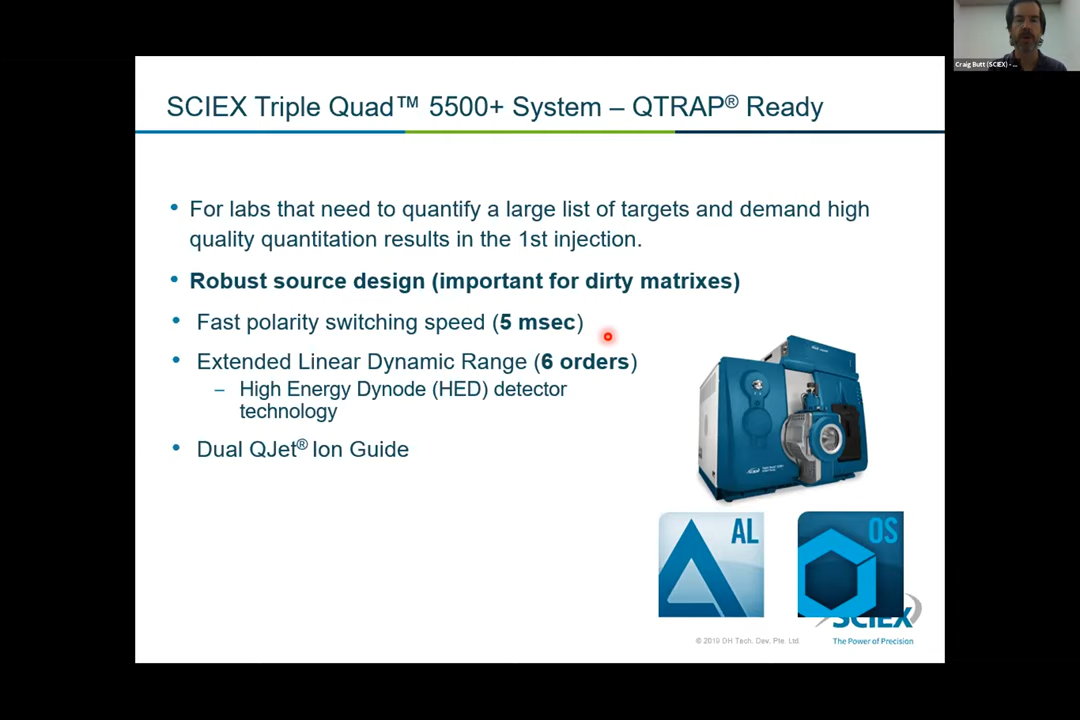 Craig Butt (SCIEX) - ...
SCIEX Triple Quad™ 5500+ System – QTRAP® Ready
• For labs that need to quantify a large list of targets and demand high
quality quantitation results in the 1st injection.
• Robust source design (important for dirty matrixes)
• Fast polarity switching speed (5 msec)
• Extended Linear Dynamic Range (6 orders)
– High Energy Dynode (HED) detector
technology
• Dual QJet® Ion Guide
AL
OS
SCIEX
The Power of Precision
© 2019 DH Tech. Dev. Pte. Ltd.